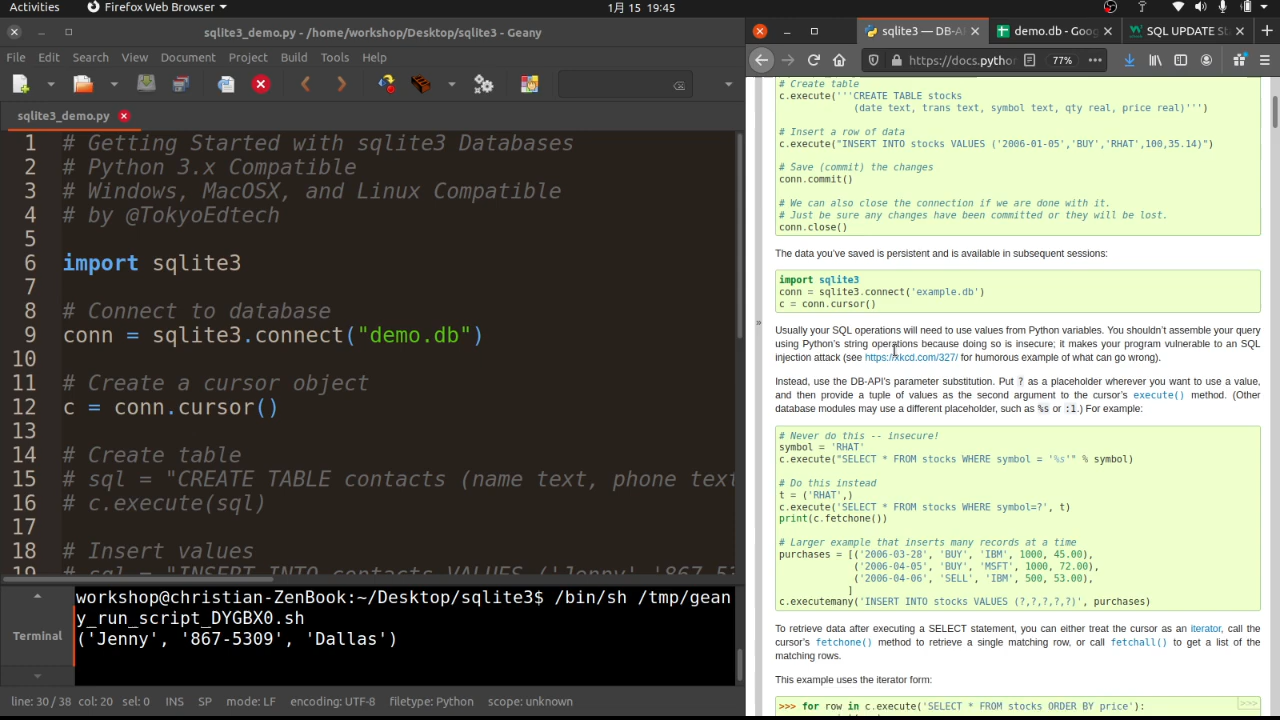 Activities
Firefox Web Browser
1月 15 19:45
sqlite3_demo.py - /home/workshop/Desktop/sqlite3 - Geany
File Edit Search View Document Project Build Tools Help
sqlite3_demo.py
1 # Getting Started with sqlite3 Databases
2 # Python 3.x Compatible
3 # Windows, MacOSX, and Linux Compatible
4 # by @TokyoEdtech
5
6 import sqlite3
7
8 # Connect to database
9 conn = sqlite3.connect("demo.db")
10
11 # Create a cursor object
12 c = conn.cursor()
13
14 # Create table
15 # sql = "CREATE TABLE contacts (name text, phone text
16 # c.execute(sql)
17
18 # Insert values
19 # sql = "INSERT INTO contacts VALUES ('Jenny' '867-53
Terminal
workshop@christian-ZenBook:~/Desktop/sqlite3$ /bin/sh /tmp/gean
y_run_script_DYGBX0.sh
('Jenny', '867-5309', 'Dallas')
line: 30 / 38 col: 20 sel: 0 INS SP mode: LF encoding: UTF-8 filetype: Python scope: unknown
sqlite3 — DB-AP
demo.db - Goog
SQL UPDATE St
https://docs.python
77%
# Create table
c.execute('''CREATE TABLE stocks
(date text, trans text, symbol text, qty real, price real)''')
# Insert a row of data
c.execute("INSERT INTO stocks VALUES ('2006-01-05','BUY','RHAT',100,35.14)")
# Save (commit) the changes
conn.commit()
# We can also close the connection if we are done with it.
# Just be sure any changes have been committed or they will be lost.
conn.close()
The data you've saved is persistent and is available in subsequent sessions:
import sqlite3
conn = sqlite3.connect('example.db')
c = conn.cursor()
Usually your SQL operations will need to use values from Python variables. You shouldn't assemble your query
using Python's string operations because doing so is insecure; it makes your program vulnerable to an SQL
injection attack (see https://xkcd.com/327/ for humorous example of what can go wrong).
Instead, use the DB-API's parameter substitution. Put ? as a placeholder wherever you want to use a value,
and then provide a tuple of values as the second argument to the cursor's execute() method. (Other
database modules may use a different placeholder, such as %s or :1.) For example:
# Never do this -- insecure!
symbol = 'RHAT'
c.execute("SELECT * FROM stocks WHERE symbol = '%s'" % symbol)
# Do this instead
t = ('RHAT',)
c.execute('SELECT * FROM stocks WHERE symbol=?', t)
print(c.fetchone())
# Larger example that inserts many records at a time
purchases = [('2006-03-28', 'BUY', 'IBM', 1000, 45.00),
('2006-04-05', 'BUY', 'MSFT', 1000, 72.00),
('2006-04-06', 'SELL', 'IBM', 500, 53.00),
]
c.executemany('INSERT INTO stocks VALUES (?,?,?,?,?)', purchases)
To retrieve data after executing a SELECT statement, you can either treat the cursor as an iterator, call the
cursor's fetchone() method to retrieve a single matching row, or call fetchall() to get a list of the
matching rows.
This example uses the iterator form:
>>> for row in c.execute('SELECT * FROM stocks ORDER BY price'):
>>>